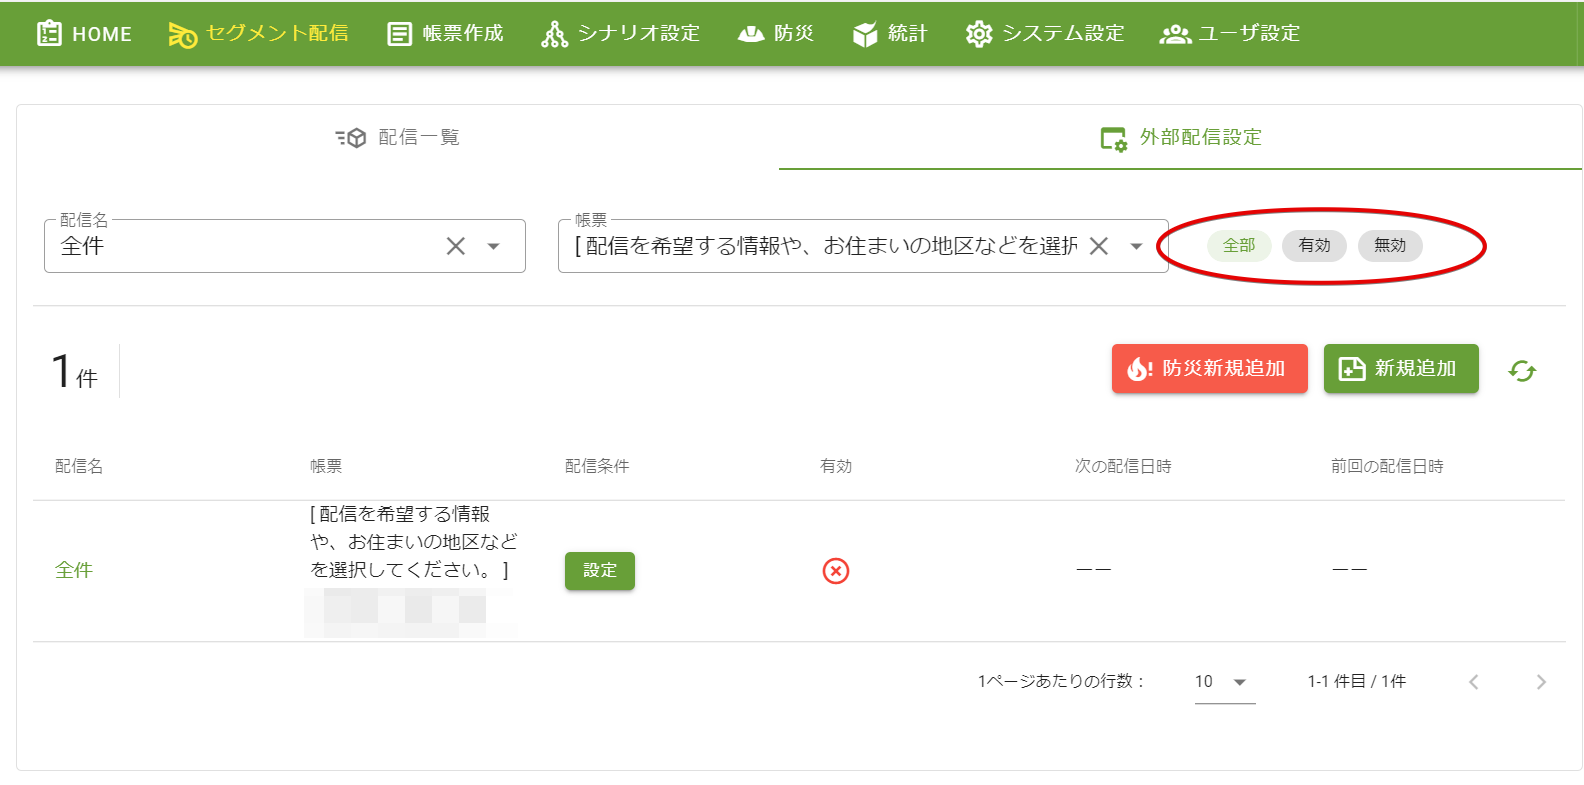 HOME セグメント配信 帳票作成 シナリオ設定 防災 統計 システム設定 ユーザ設定
配信一覧 外部配信設定
配信名 帳票
全件 [ 配信を希望する情報や、お住まいの地区などを選択 全部 有効 無効
1件 防災新規追加 新規追加
配信名 帳票 配信条件 有効 次の配信日時 前回の配信日時
[ 配信を希望する情報
や、お住まいの地区など
全件 を選択してください。 ] 設定 ーー ーー
1ページあたりの行数： 10 1-1 件目 / 1件